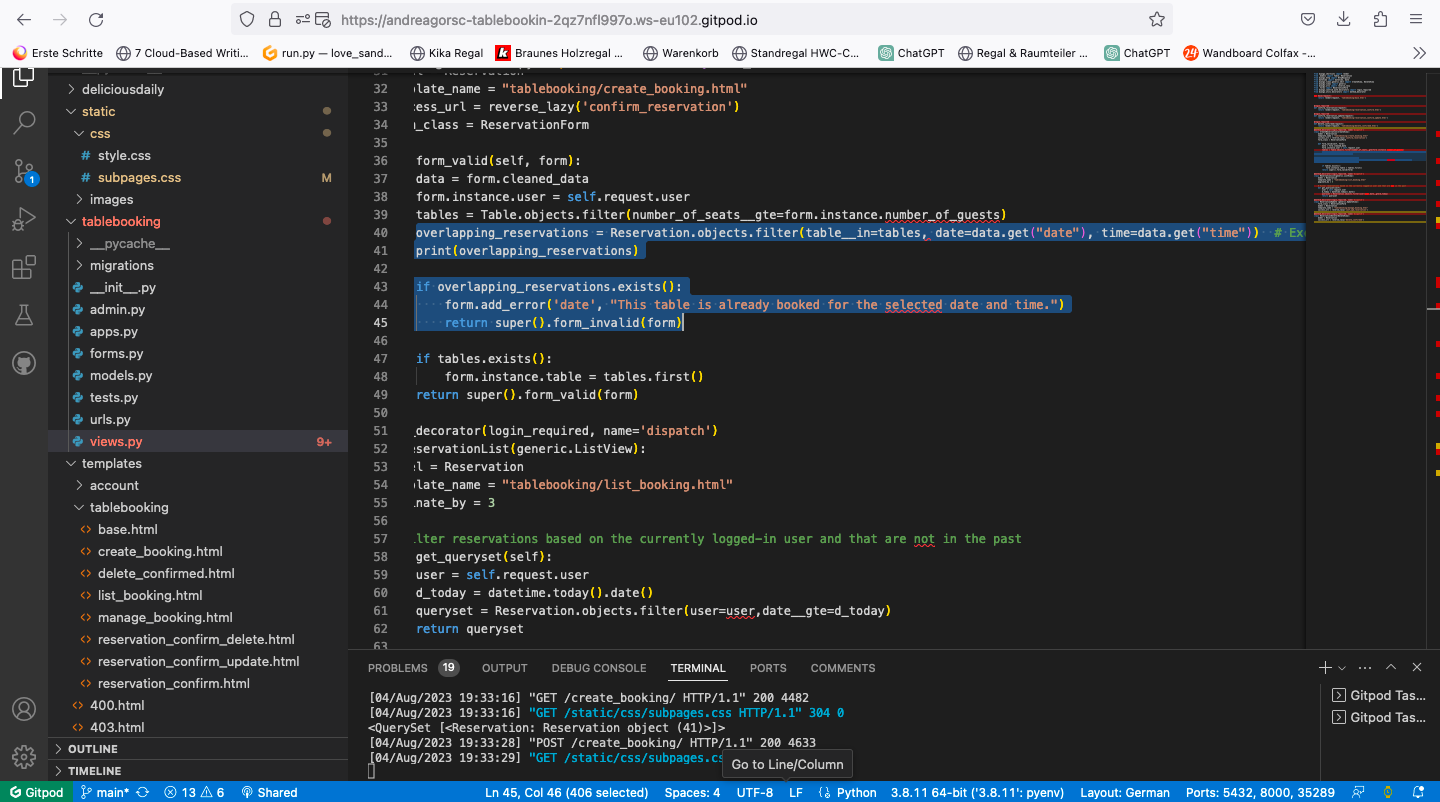 https://andreagorsc-tablebookin-2qz7nfl997o.ws-eu102.gitpod.io
Erste Schritte
7 Cloud-Based Writi...
run.py — love_sand...
Kika Regal
Braunes Holzregal ...
Warenkorb
Standregal HWC-C...
ChatGPT
Regal & Raumteiler ...
ChatGPT
Wandboard Colfax -...
deliciousdaily
static
css
# style.css
# subpages.css M
images
tablebooking
__pycache__
migrations
__init__.py
admin.py
apps.py
forms.py
models.py
tests.py
urls.py
views.py 9+
templates
account
tablebooking
base.html
create_booking.html
delete_confirmed.html
list_booking.html
manage_booking.html
reservation_confirm_delete.html
reservation_confirm_update.html
reservation_confirm.html
400.html
403.html
OUTLINE
TIMELINE
1
32 late_name = "tablebooking/create_booking.html"
33 ess_url = reverse_lazy('confirm_reservation')
34 _class = ReservationForm
35
36 form_valid(self, form):
37 data = form.cleaned_data
38 form.instance.user = self.request.user
39 tables = Table.objects.filter(number_of_seats__gte=form.instance.number_of_guests)
40 overlapping_reservations = Reservation.objects.filter(table__in=tables, date=data.get("date"), time=data.get("time")) # Exc
41 print(overlapping_reservations)
42
43 if overlapping_reservations.exists():
44 form.add_error('date', "This table is already booked for the selected date and time.")
45 return super().form_invalid(form)
46
47 if tables.exists():
48 form.instance.table = tables.first()
49 return super().form_valid(form)
50
51 _decorator(login_required, name='dispatch')
52 servationList(generic.ListView):
53 l = Reservation
54 late_name = "tablebooking/list_booking.html"
55 nate_by = 3
56
57 lter reservations based on the currently logged-in user and that are not in the past
58 get_queryset(self):
59 user = self.request.user
60 d_today = datetime.today().date()
61 queryset = Reservation.objects.filter(user=user,date__gte=d_today)
62 return queryset
63
PROBLEMS 19 OUTPUT DEBUG CONSOLE TERMINAL PORTS COMMENTS
[04/Aug/2023 19:33:16] "GET /create_booking/ HTTP/1.1" 200 4482
[04/Aug/2023 19:33:16] "GET /static/css/subpages.css HTTP/1.1" 304 0
<QuerySet [<Reservation: Reservation object (41)>]>
[04/Aug/2023 19:33:28] "POST /create_booking/ HTTP/1.1" 200 4633
[04/Aug/2023 19:33:29] "GET /static/css/subpages.cs
Go to Line/Column
Gitpod Tas...
Gitpod Tas...
Gitpod main* 13 6 Shared Ln 45, Col 46 (406 selected) Spaces: 4 UTF-8 LF Python 3.8.11 64-bit ('3.8.11': pyenv) Layout: German Ports: 5432, 8000, 35289